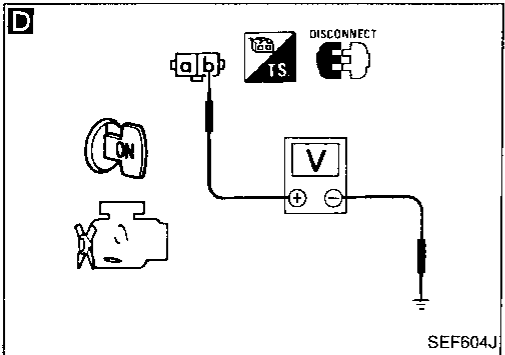 D
DISCONNECT
a b
T.S.
ON
V
+ −
SEF604J